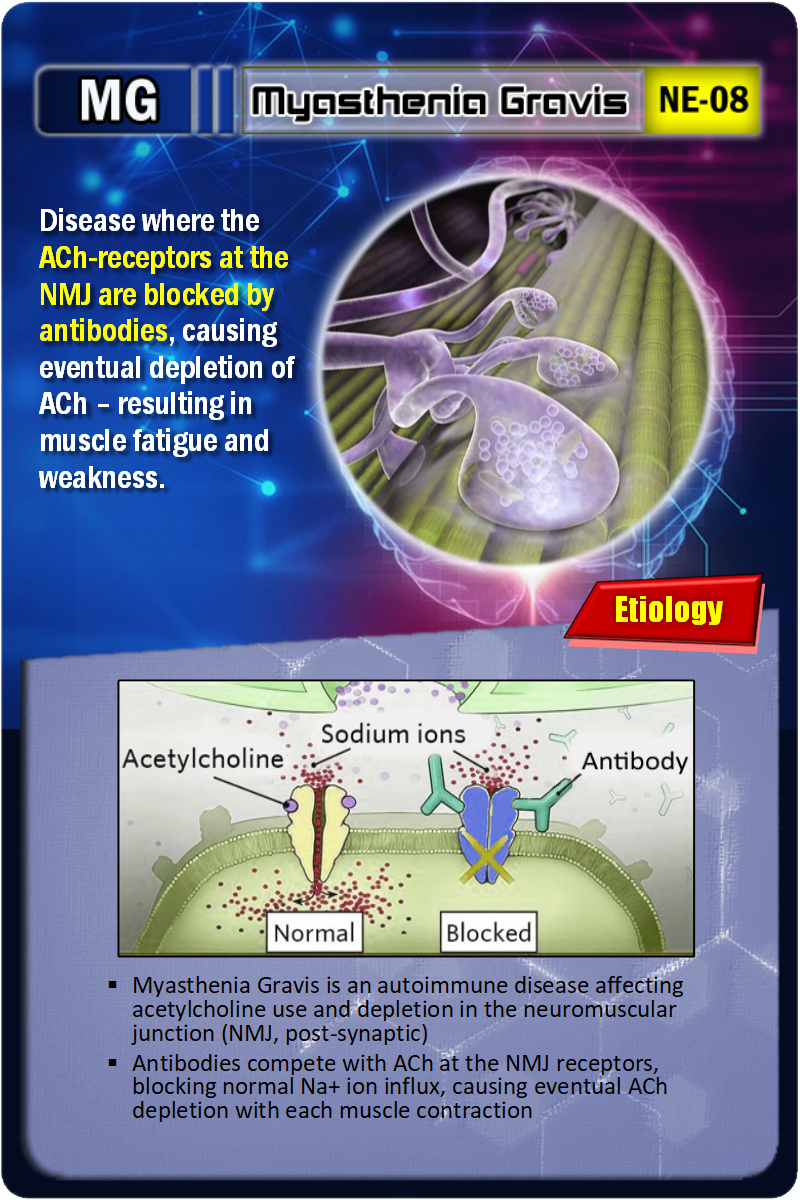 MG
Myasthenia Gravis
NE-08
Disease where the
ACh-receptors at the
NMJ are blocked by
antibodies, causing
eventual depletion of
ACh – resulting in
muscle fatigue and
weakness.
Etiology
Sodium ions
Acetylcholine
Antibody
Normal
Blocked
▪ Myasthenia Gravis is an autoimmune disease affecting
acetylcholine use and depletion in the neuromuscular
junction (NMJ, post-synaptic)
▪ Antibodies compete with ACh at the NMJ receptors,
blocking normal Na+ ion influx, causing eventual ACh
depletion with each muscle contraction